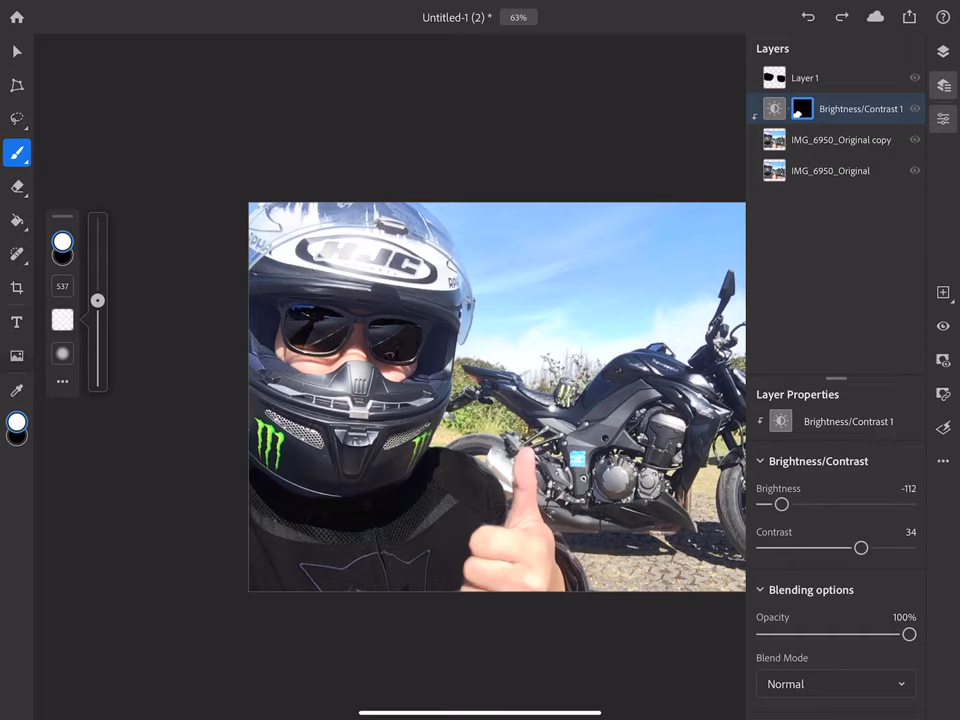 Untitled-1 (2) *
63%
Layers
Layer 1
Brightness/Contrast 1
IMG_6950_Original copy
IMG_6950_Original
537
T
HJC
Layer Properties
Brightness/Contrast 1
Brightness/Contrast
Brightness
-112
Contrast
34
Blending options
Opacity
100%
Blend Mode
Normal